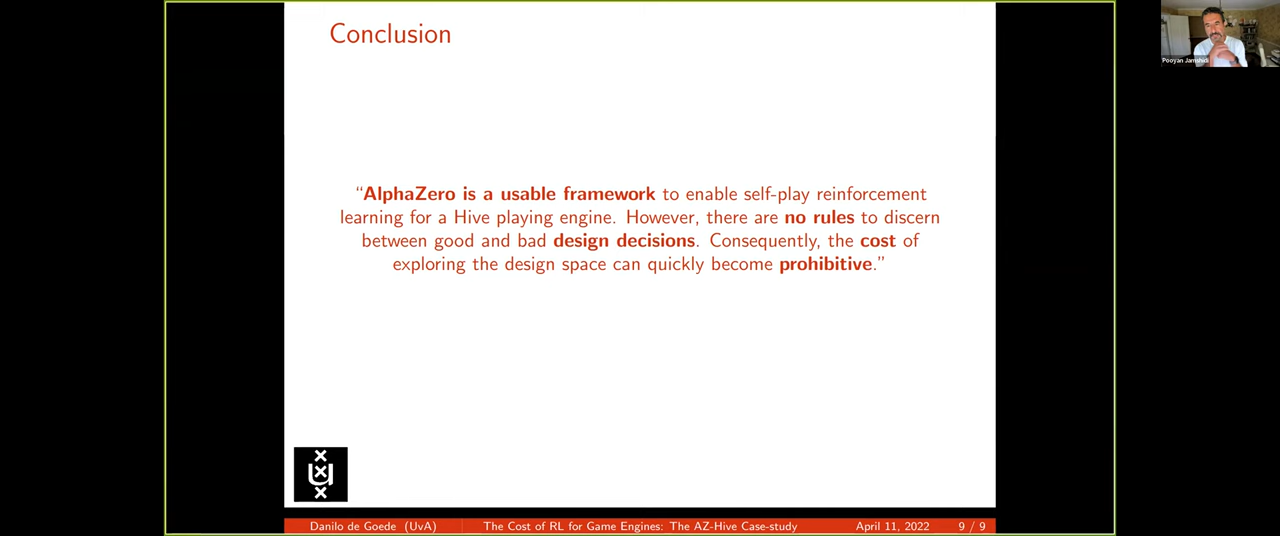 Conclusion
“AlphaZero is a usable framework to enable self-play reinforcement
learning for a Hive playing engine. However, there are no rules to discern
between good and bad design decisions. Consequently, the cost of
exploring the design space can quickly become prohibitive.”
Danilo de Goede (UvA) The Cost of RL for Game Engines: The AZ-Hive Case-study April 11, 2022 9 / 9
Pooyan Jamshidi